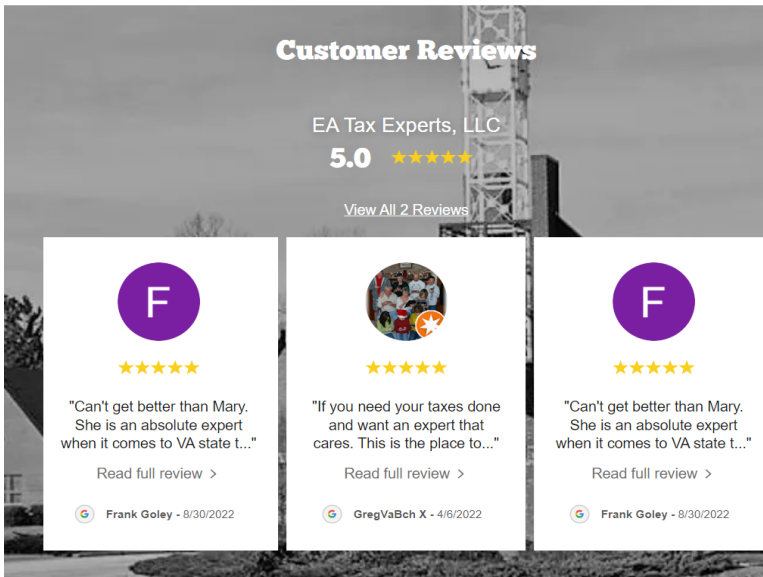 Customer Reviews
EA Tax Experts, LLC
5.0
View All 2 Reviews
F
"Can't get better than Mary.
She is an absolute expert
when it comes to VA state t..."
Read full review >
G Frank Goley - 8/30/2022
"If you need your taxes done
and want an expert that
cares. This is the place to..."
Read full review >
G GregVaBch X - 4/6/2022
F
"Can't get better than Mary.
She is an absolute expert
when it comes to VA state t..."
Read full review >
G Frank Goley - 8/30/2022